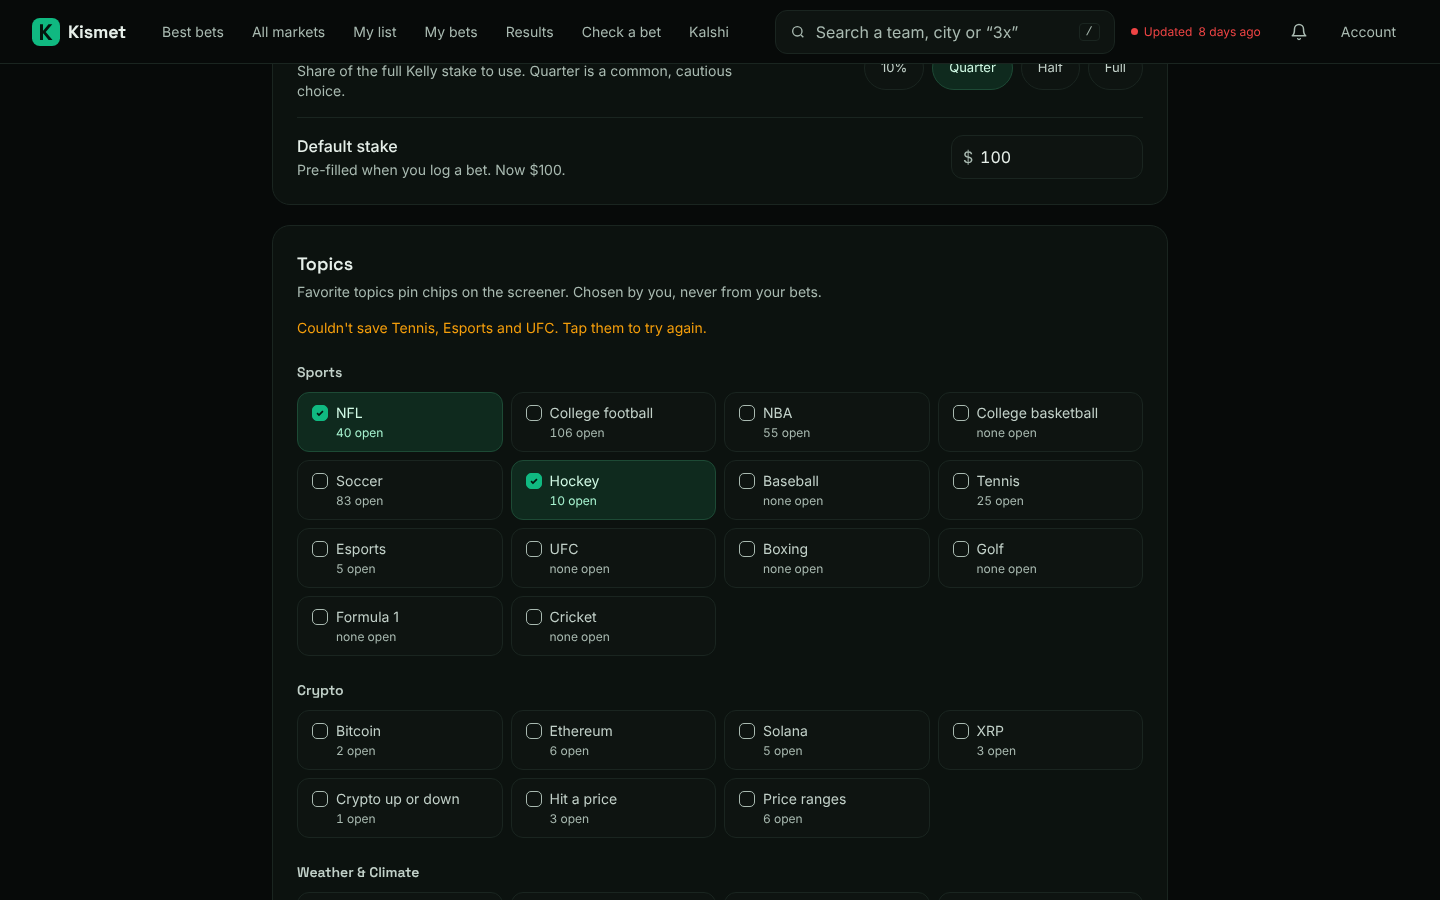 K Kismet
Best bets
All markets
My list
My bets
Results
Check a bet
Kalshi
Search a team, city or “3x”
/
Updated 8 days ago
Account
Share of the full Kelly stake to use. Quarter is a common, cautious
choice.
10%
Quarter
Half
Full
Default stake
Pre-filled when you log a bet. Now $100.
$ 100
Topics
Favorite topics pin chips on the screener. Chosen by you, never from your bets.
Couldn't save Tennis, Esports and UFC. Tap them to try again.
Sports
NFL
40 open
College football
106 open
NBA
55 open
College basketball
none open
Soccer
83 open
Hockey
10 open
Baseball
none open
Tennis
25 open
Esports
5 open
UFC
none open
Boxing
none open
Golf
none open
Formula 1
none open
Cricket
none open
Crypto
Bitcoin
2 open
Ethereum
6 open
Solana
5 open
XRP
3 open
Crypto up or down
1 open
Hit a price
3 open
Price ranges
6 open
Weather & Climate